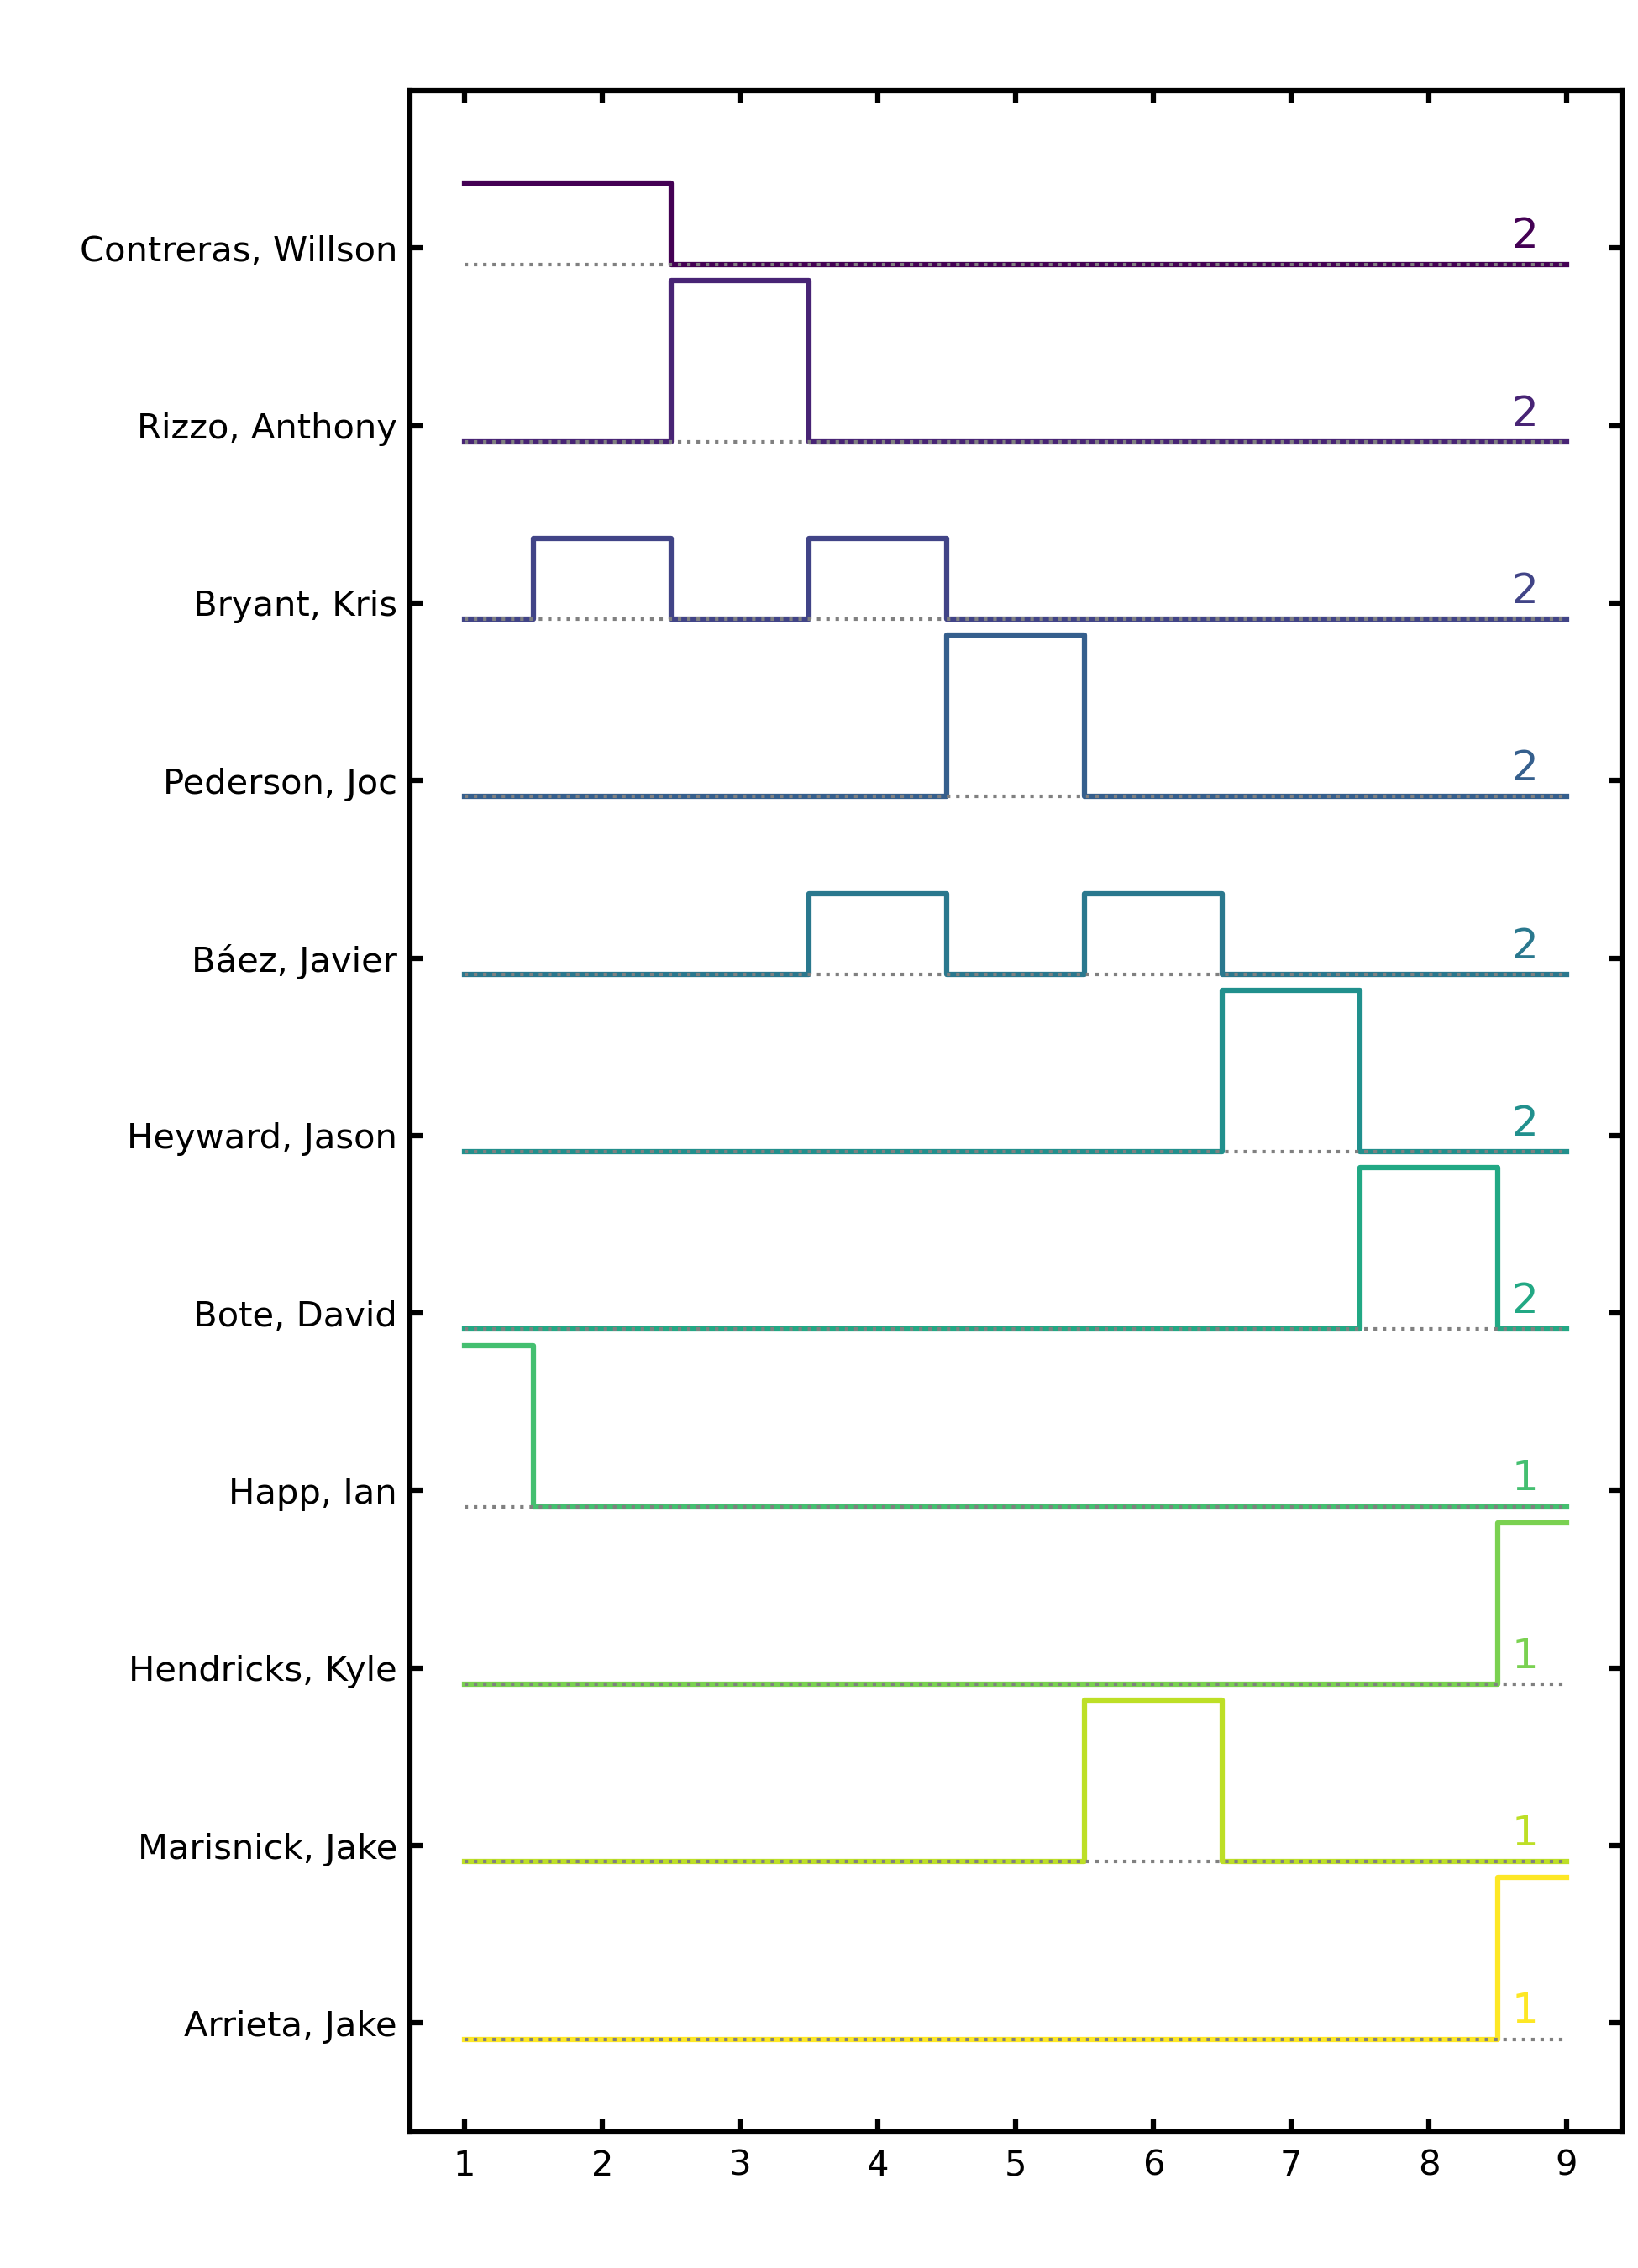 Contreras, Willson 2
Rizzo, Anthony 2
Bryant, Kris 2
Pederson, Joc 2
Báez, Javier 2
Heyward, Jason 2
Bote, David 2
Happ, Ian 1
Hendricks, Kyle 1
Marisnick, Jake 1
Arrieta, Jake 1
1 2 3 4 5 6 7 8 9